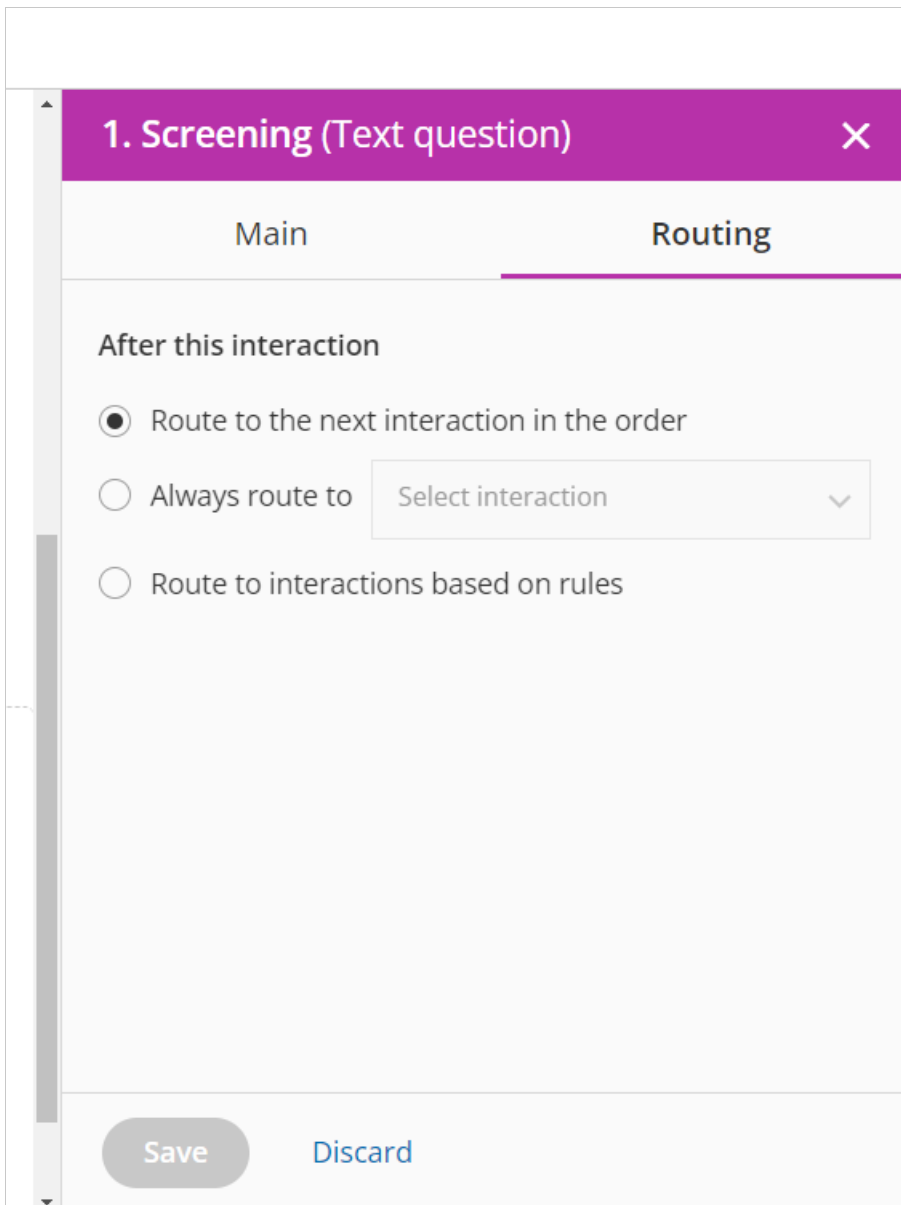 1. Screening (Text question)
Main
Routing
After this interaction
Route to the next interaction in the order
Always route to
Select interaction
Route to interactions based on rules
Save
Discard